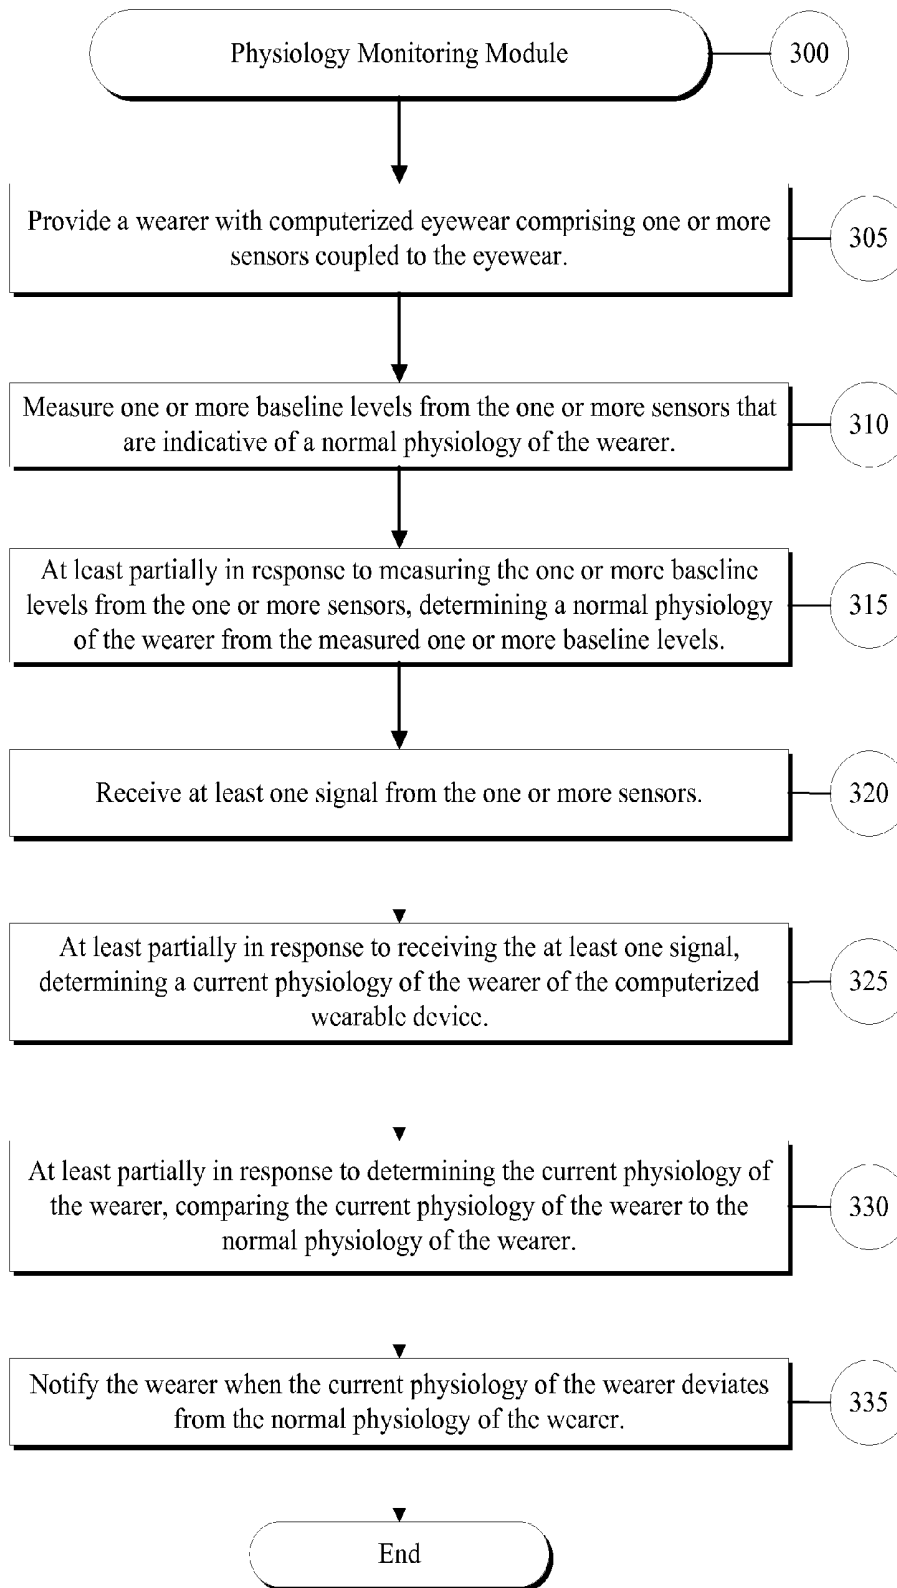 Physiology Monitoring Module
300
Provide a wearer with computerized eyewear comprising one or more
sensors coupled to the eyewear.
305
Measure one or more baseline levels from the one or more sensors that
are indicative of a normal physiology of the wearer.
310
At least partially in response to measuring the one or more baseline
levels from the one or more sensors, determining a normal physiology
of the wearer from the measured one or more baseline levels.
315
Receive at least one signal from the one or more sensors.
320
At least partially in response to receiving the at least one signal,
determining a current physiology of the wearer of the computerized
wearable device.
325
At least partially in response to determining the current physiology of
the wearer, comparing the current physiology of the wearer to the
normal physiology of the wearer.
330
Notify the wearer when the current physiology of the wearer deviates
from the normal physiology of the wearer.
335
End